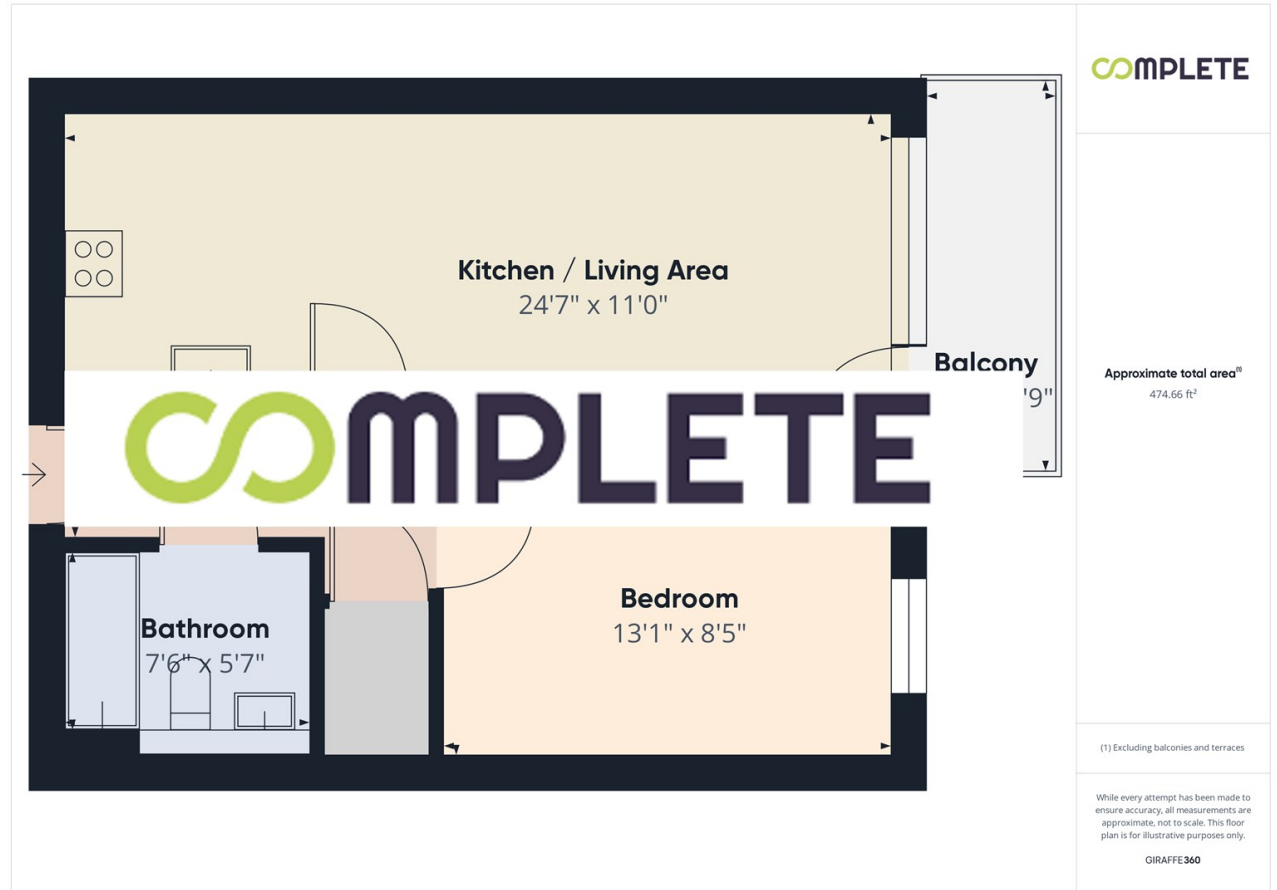 COMPLETE
Kitchen / Living Area
24'7" x 11'0"
Balcony
'9"
Approximate total area(1)
474.66 ft²
COMPLETE
Bedroom
13'1" x 8'5"
Bathroom
7'6" x 5'7"
(1) Excluding balconies and terraces
While every attempt has been made to
ensure accuracy, all measurements are
approximate, not to scale. This floor
plan is for illustrative purposes only.
GIRAFFE360